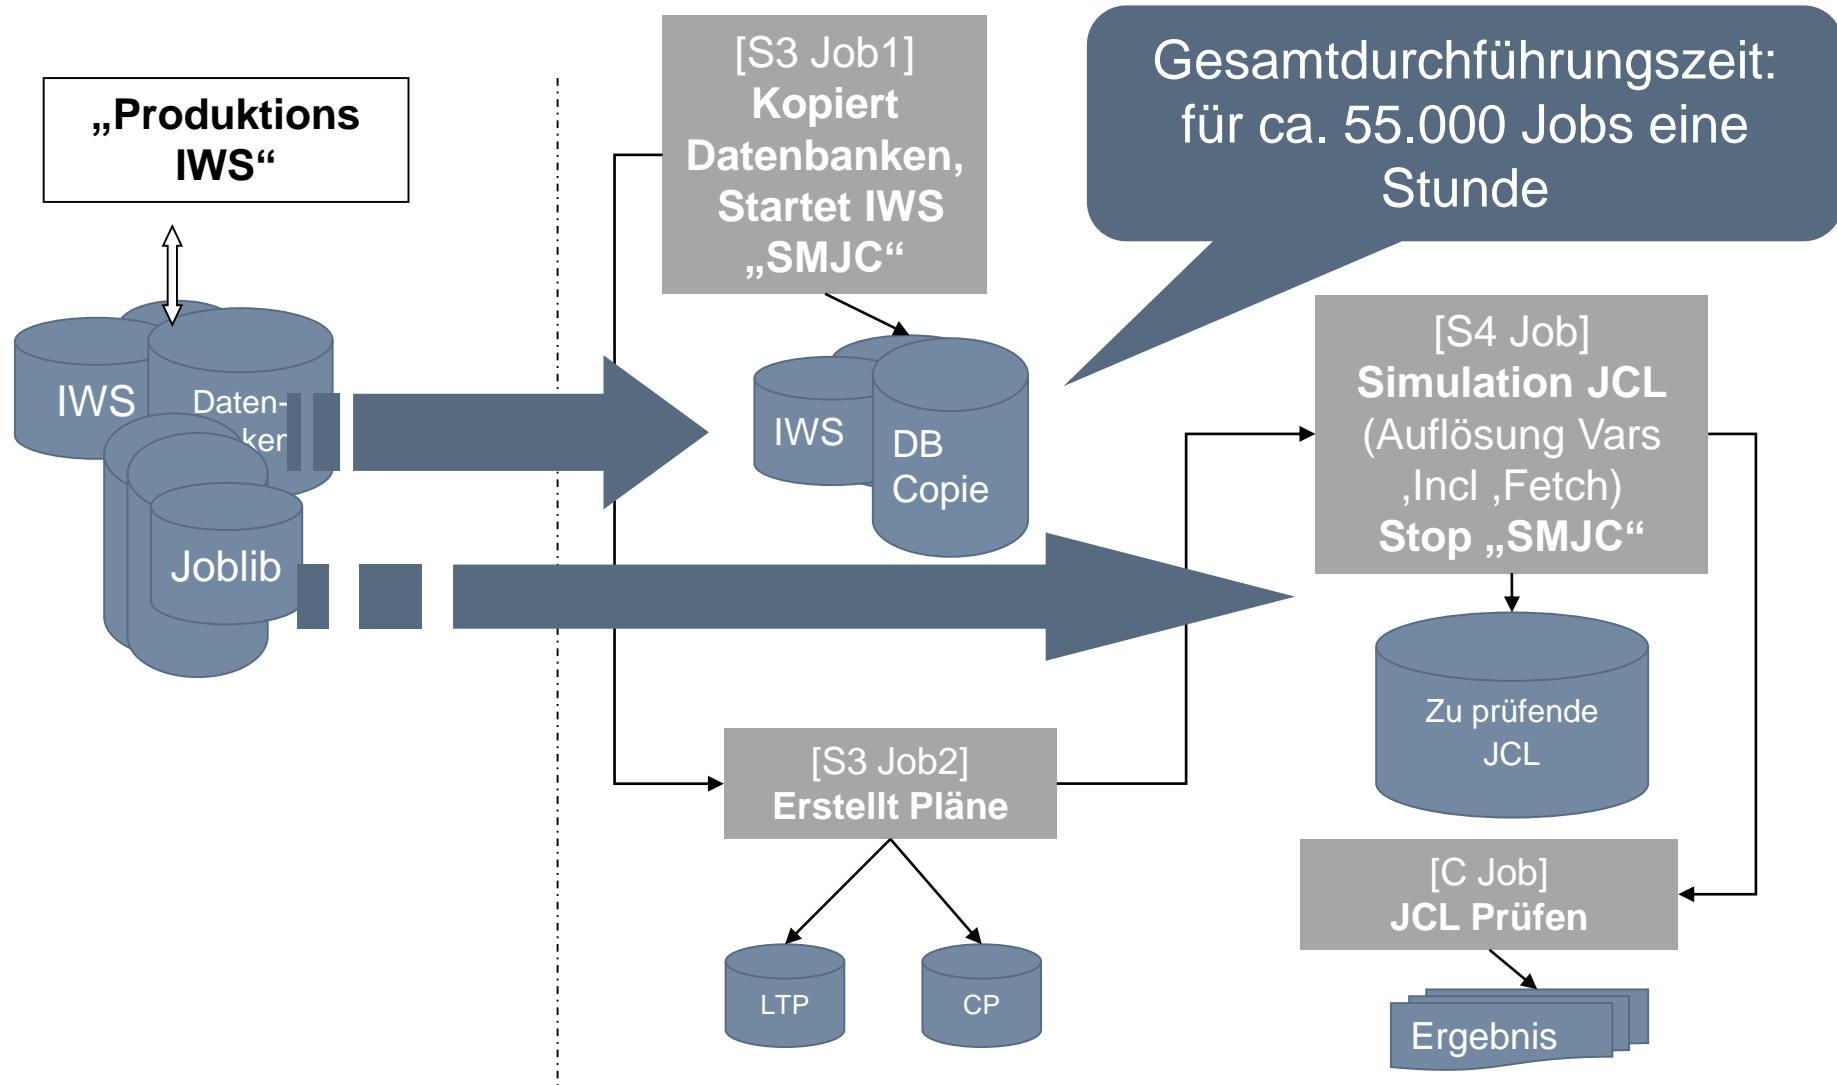 „Produktions
IWS“
IWS
Daten-
ken
Joblib
[S3 Job1]
Kopiert
Datenbanken,
Startet IWS
„SMJC“
Gesamtdurchführungszeit:
für ca. 55.000 Jobs eine
Stunde
IWS
DB
Copie
[S4 Job]
Simulation JCL
(Auflösung Vars
,Incl ,Fetch)
Stop „SMJC“
Zu prüfende
JCL
[S3 Job2]
Erstellt Pläne
LTP
CP
[C Job]
JCL Prüfen
Ergebnis